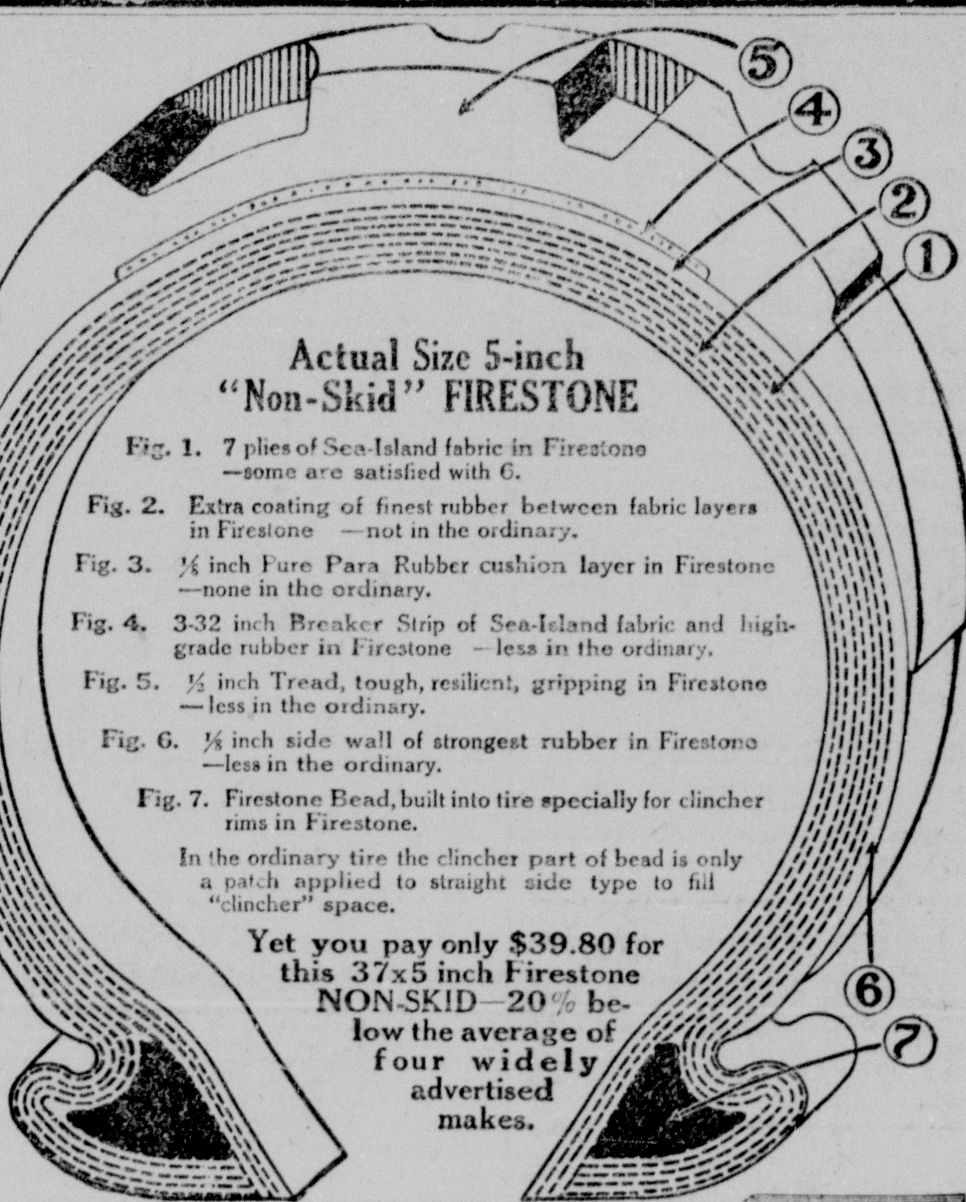 5
4
3
2
1
Actual Size 5-inch
"Non-Skid" FIRESTONE
Fig. 1. 7 plies of Sea-Island fabric in Firestone
—some are satisfied with 6.
Fig. 2. Extra coating of finest rubber between fabric layers
in Firestone —not in the ordinary.
Fig. 3. inch Pure Para Rubber cushion layer in Firestone
—none in the ordinary.
Fig. 4. 3-32 inch Breaker Strip of Sea-Island fabric and high-
grade rubber in Firestone —less in the ordinary.
Fig. 5. ½ inch Tread, tough, resilient, gripping in Firestone
—less in the ordinary.
Fig. 6. ⅛ inch side wall of strongest rubber in Firestone
—less in the ordinary.
Fig. 7. Firestone Bead, built into tire specially for clincher
rims in Firestone.
In the ordinary tire the clincher part of bead is only
a patch applied to straight side type to fill
"clincher" space.
Yet you pay only $39.80 for
this 37x5 inch Firestone
NON-SKID—20% be-
low the average of
four widely
advertised
makes.
6
7